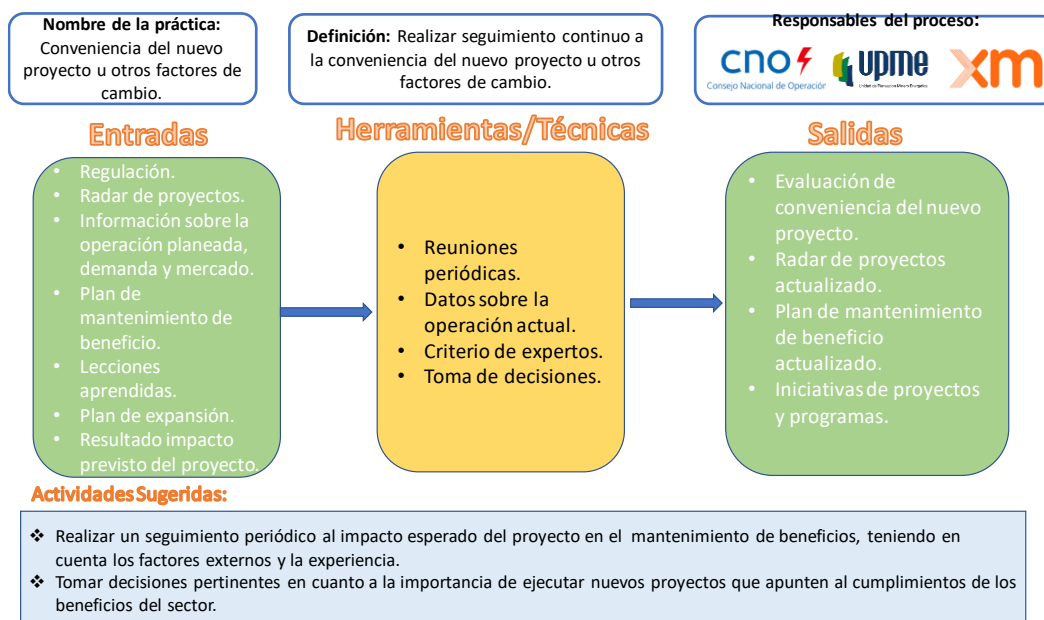 Nombre de la práctica:
Conveniencia del nuevo
proyecto u otros factores de
cambio.
Definición: Realizar seguimiento continuo a
la conveniencia del nuevo proyecto u otros
factores de cambio.
Responsables del proceso:
cno
Consejo Nacional de Operación
upme
Unidad de Planeación Minero Energética
xm
Entradas
• Regulación.
• Radar de proyectos.
• Información sobre la
operación planeada,
demanda y mercado.
• Plan de
mantenimiento de
beneficio.
• Lecciones
aprendidas.
• Plan de expansión.
• Resultado impacto
previsto del proyecto.
Herramientas/Técnicas
• Reuniones
periódicas.
• Datos sobre la
operación actual.
• Criterio de expertos.
• Toma de decisiones.
Salidas
• Evaluación de
conveniencia del nuevo
proyecto.
• Radar de proyectos
actualizado.
• Plan de mantenimiento
de beneficio
actualizado.
• Iniciativas de proyectos
y programas.
Actividades Sugeridas:
❖ Realizar un seguimiento periódico al impacto esperado del proyecto en el mantenimiento de beneficios, teniendo en
cuenta los factores externos y la experiencia.
❖ Tomar decisiones pertinentes en cuanto a la importancia de ejecutar nuevos proyectos que apunten al cumplimientos de los
beneficios del sector.